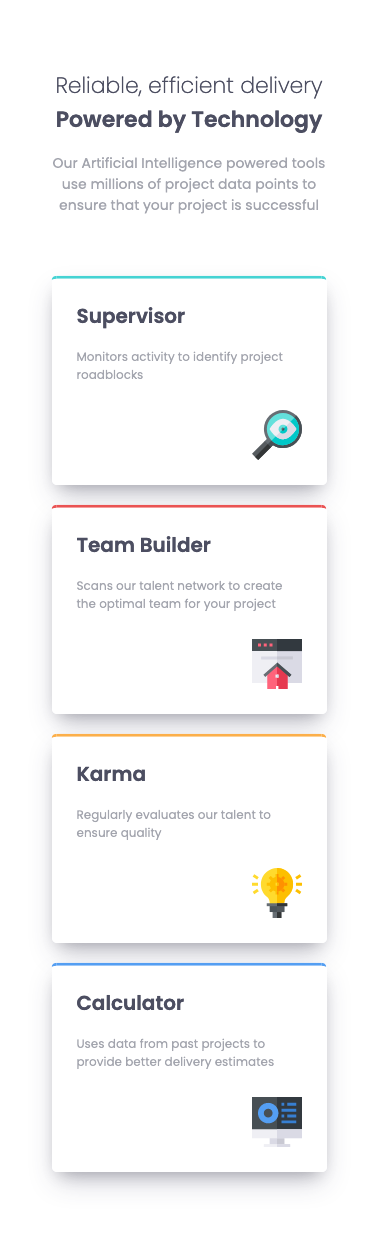 Reliable, efficient delivery
Powered by Technology
Our Artificial Intelligence powered tools
use millions of project data points to
ensure that your project is successful
Supervisor
Monitors activity to identify project
roadblocks
Team Builder
Scans our talent network to create
the optimal team for your project
Karma
Regularly evaluates our talent to
ensure quality
Calculator
Uses data from past projects to
provide better delivery estimates